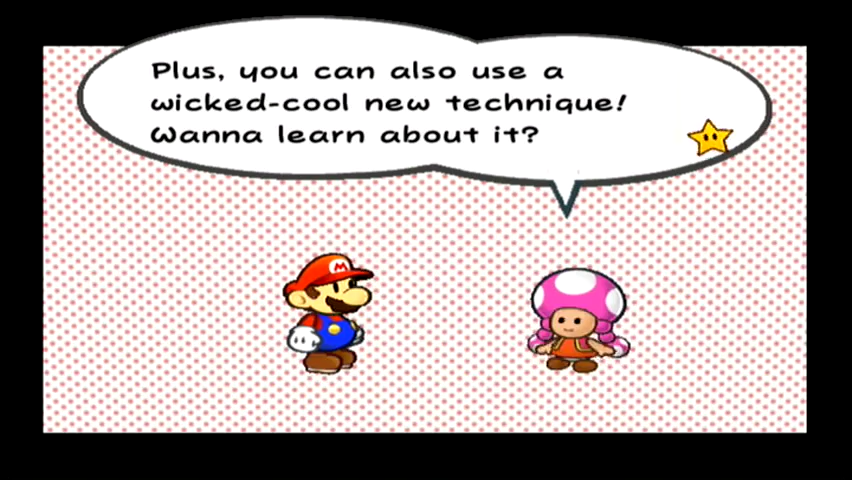 Plus, you can also use a
wicked-cool new technique!
Wanna learn about it?
M